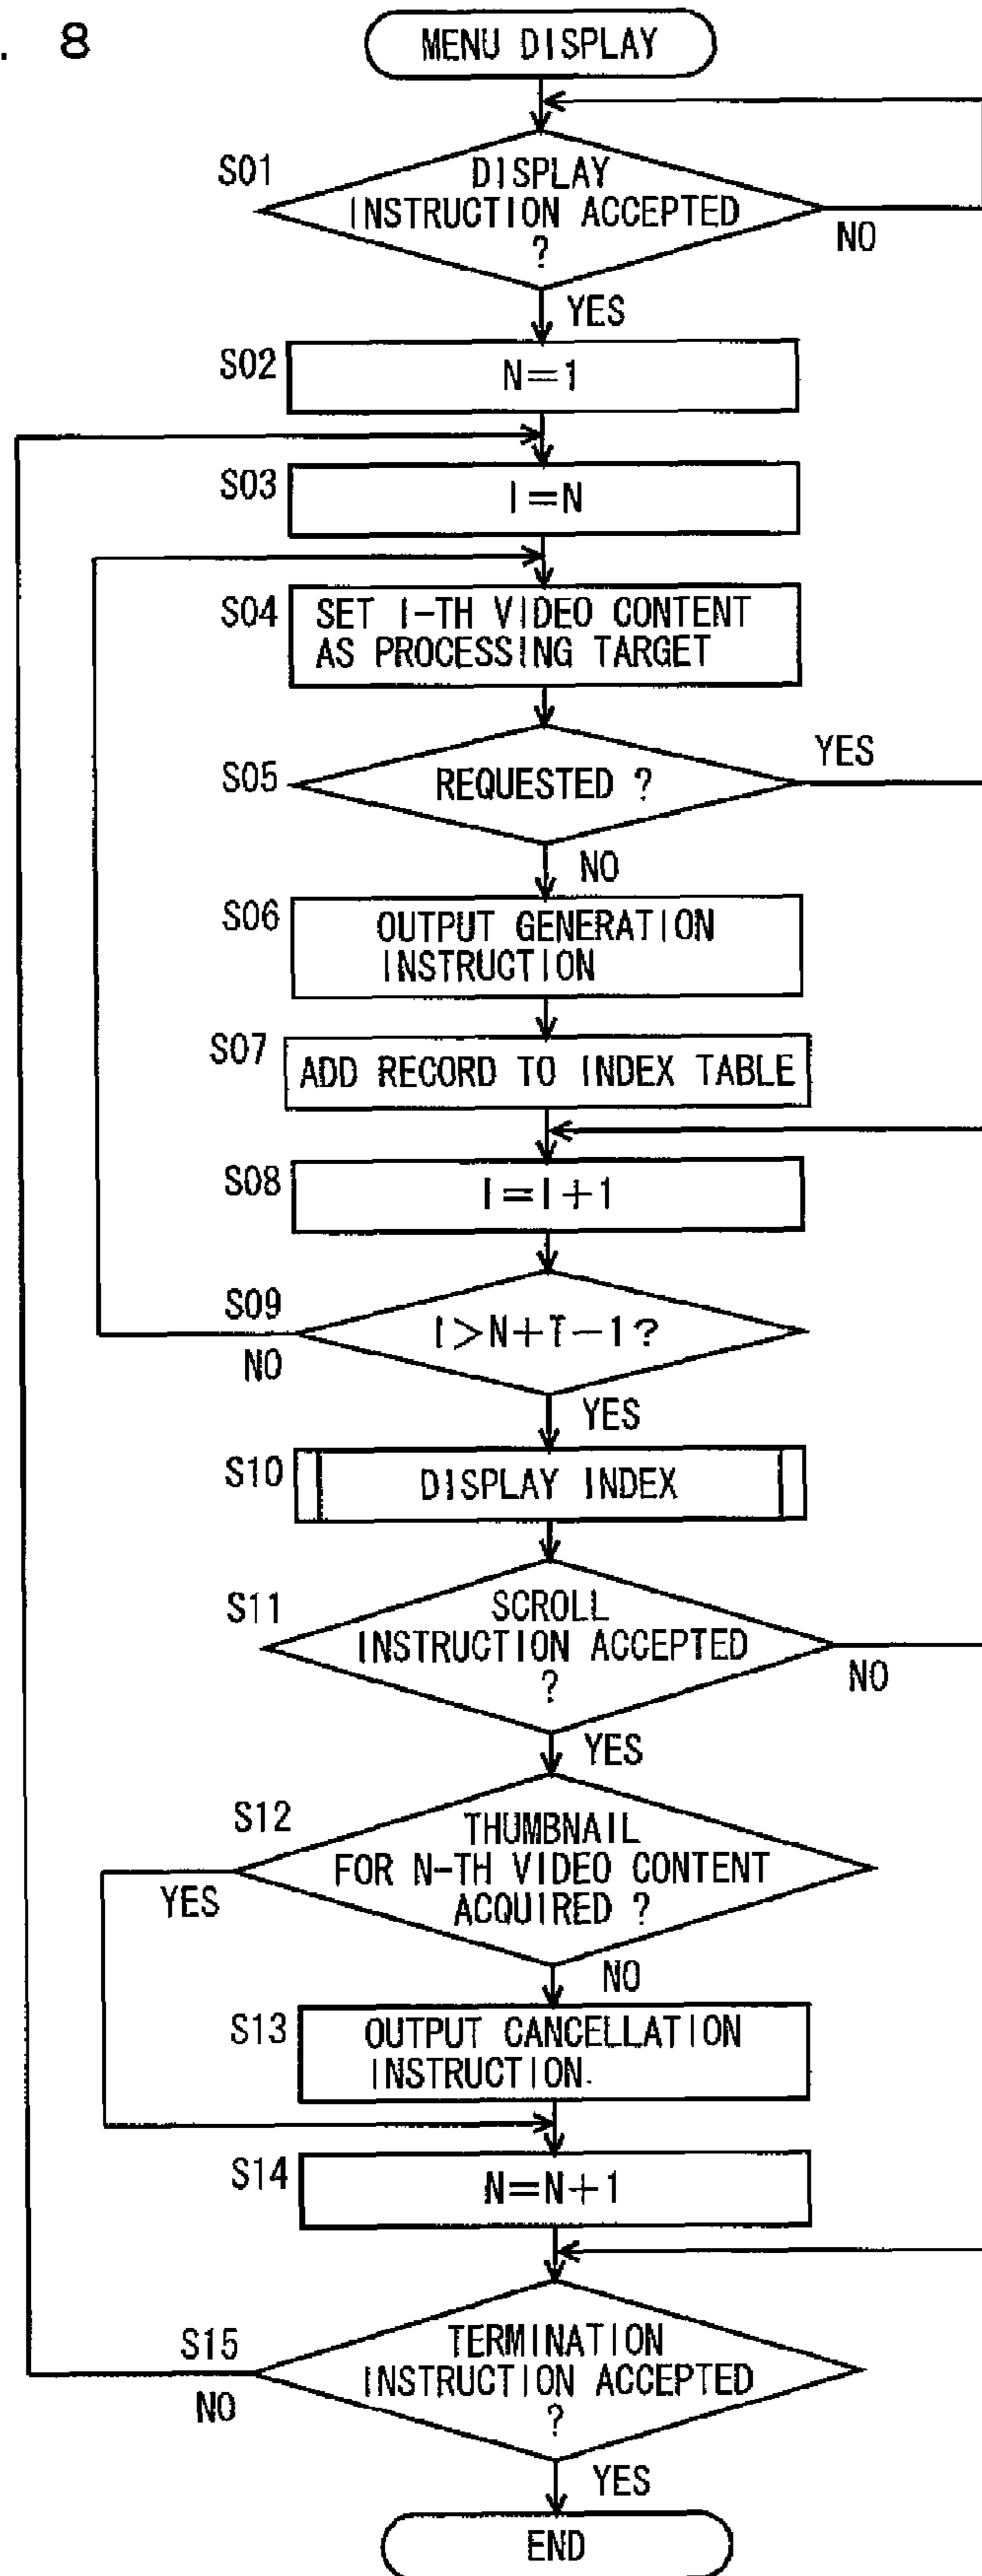 . 8
MENU DISPLAY
S01
DISPLAY
INSTRUCTION ACCEPTED
?
NO
YES
S02
N=1
S03
I=N
S04
SET I-TH VIDEO CONTENT
AS PROCESSING TARGET
S05
REQUESTED ?
YES
NO
S06
OUTPUT GENERATION
INSTRUCTION
S07
ADD RECORD TO INDEX TABLE
S08
I=I+1
S09
I>N+T-1?
NO
YES
S10
DISPLAY INDEX
S11
SCROLL
INSTRUCTION ACCEPTED
?
NO
YES
S12
THUMBNAIL
FOR N-TH VIDEO CONTENT
ACQUIRED ?
YES
NO
S13
OUTPUT CANCELLATION
INSTRUCTION.
S14
N=N+1
S15
TERMINATION
INSTRUCTION ACCEPTED
?
NO
YES
END